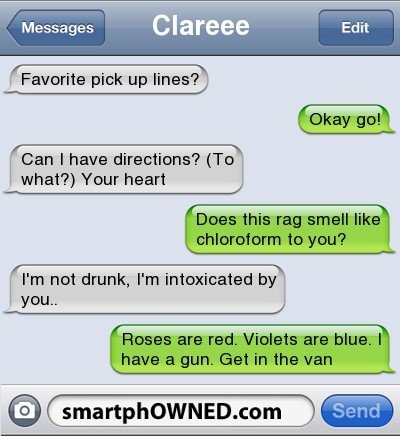 Messages
Clareee
Edit
Favorite pick up lines?
Okay go!
Can I have directions? (To
what?) Your heart
Does this rag smell like
chloroform to you?
I'm not drunk, I'm intoxicated by
you..
Roses are red. Violets are blue. I
have a gun. Get in the van
smartphOWNED.com
Send